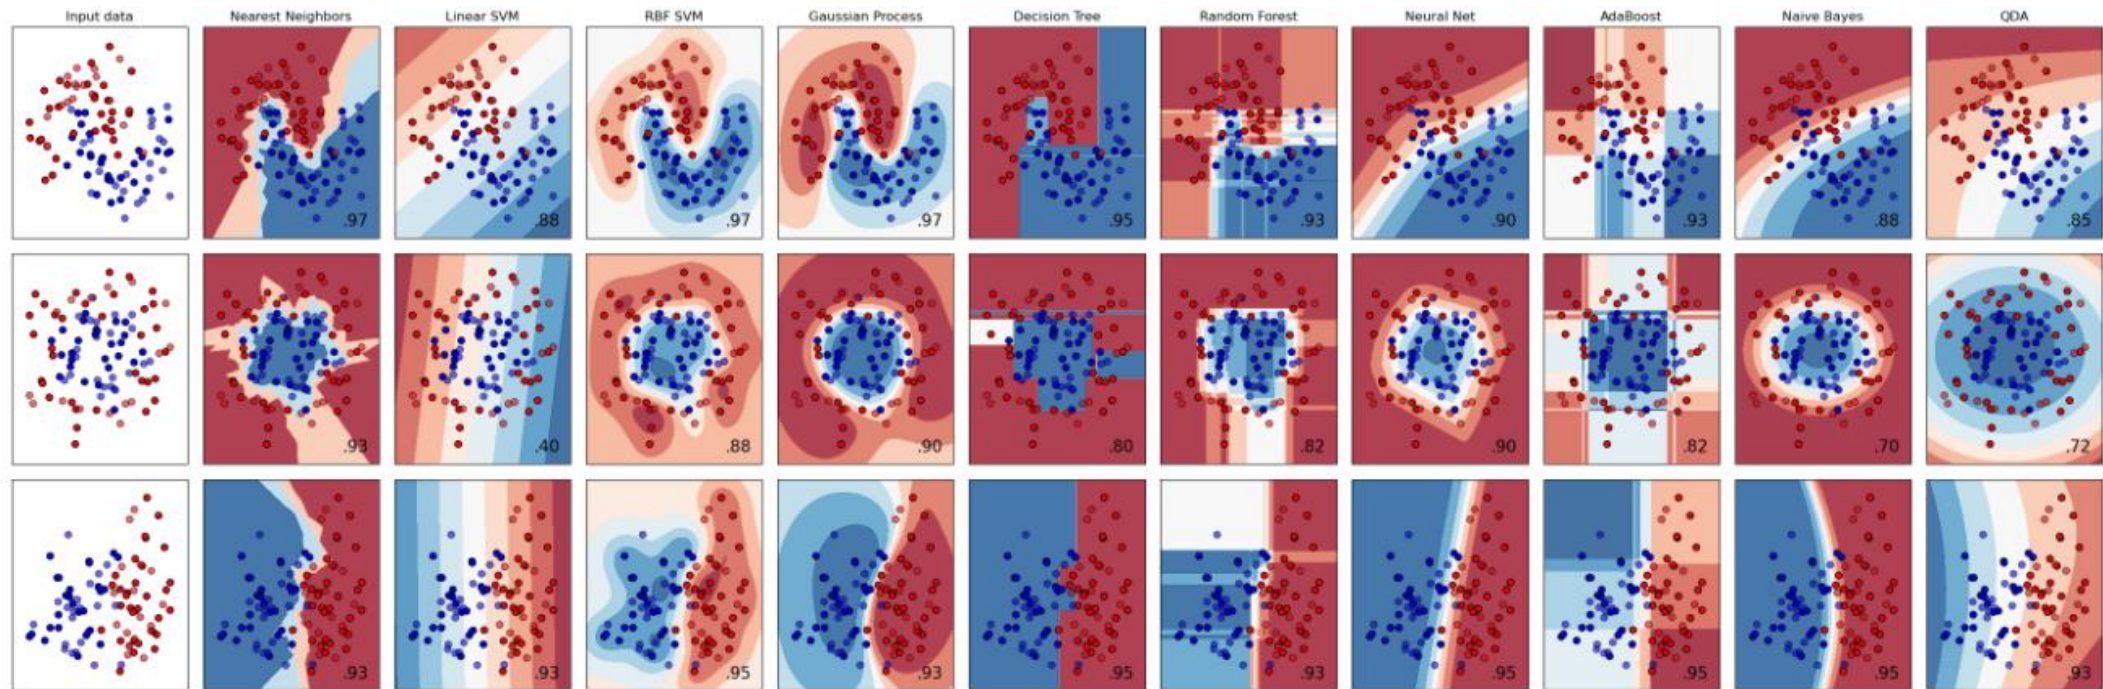 Input data
Nearest Neighbors
Linear SVM
RBF SVM
Gaussian Process
Decision Tree
Random Forest
Neural Net
AdaBoost
Naive Bayes
QDA
.97
.88
.97
.97
.95
.93
.90
.93
.88
.85
.93
.40
.88
.90
.80
.82
.90
.82
.70
.72
.93
.93
.95
.93
.95
.93
.95
.95
.95
.93